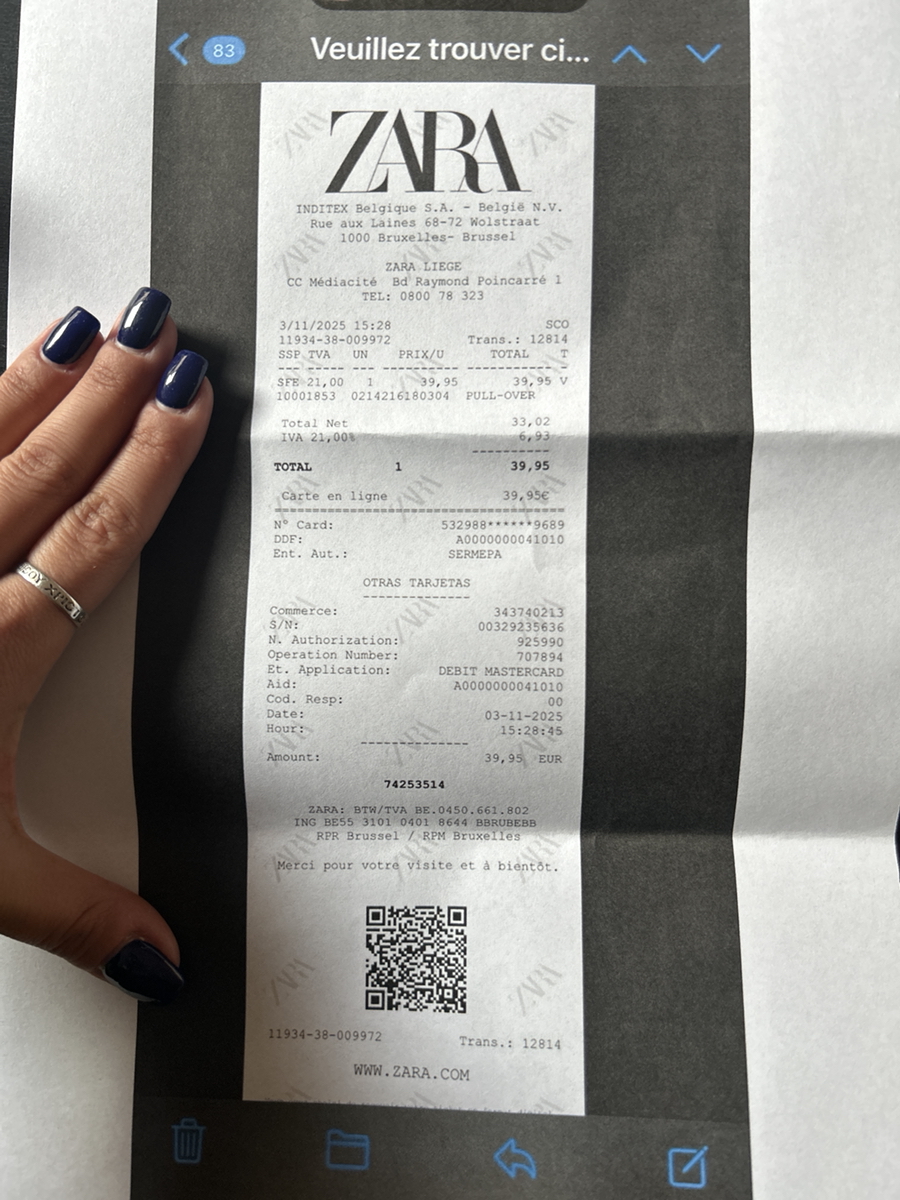 83 Veuillez trouver ci...
ZARA
INDITEX Belgique S.A. - België N.V.
Rue aux Laines 68-72 Wolstraat
1000 Bruxelles- Brussel
ZARA LIEGE
CC Médiacité Bd Raymond Poincarré 1
TEL: 0800 78 323
3/11/2025 15:28 SCO
11934-38-009972 Trans.: 12814
SSP TVA UN PRIX/U TOTAL T
SFE 21,00 1 39,95 39,95 V
10001853 0214216180304 PULL-OVER
Total Net 33,02
IVA 21,00% 6,93
TOTAL 1 39,95
Carte en ligne 39,95€
N° Card: 532988******9689
DDF: A0000000041010
Ent. Aut.: SERMEPA
OTRAS TARJETAS
Commerce: 343740213
S/N: 00329235636
N. Authorization: 925990
Operation Number: 707894
Et. Application: DEBIT MASTERCARD
Aid: A0000000041010
Cod. Resp: 00
Date: 03-11-2025
Hour: 15:28:45
Amount: 39,95 EUR
74253514
ZARA: BTW/TVA BE.0450.661.802
ING BE55 3101 0401 8644 BBRUBEBB
RPR Brussel / RPM Bruxelles
Merci pour votre visite et à bientôt.
11934-38-009972 Trans.: 12814
WWW.ZARA.COM